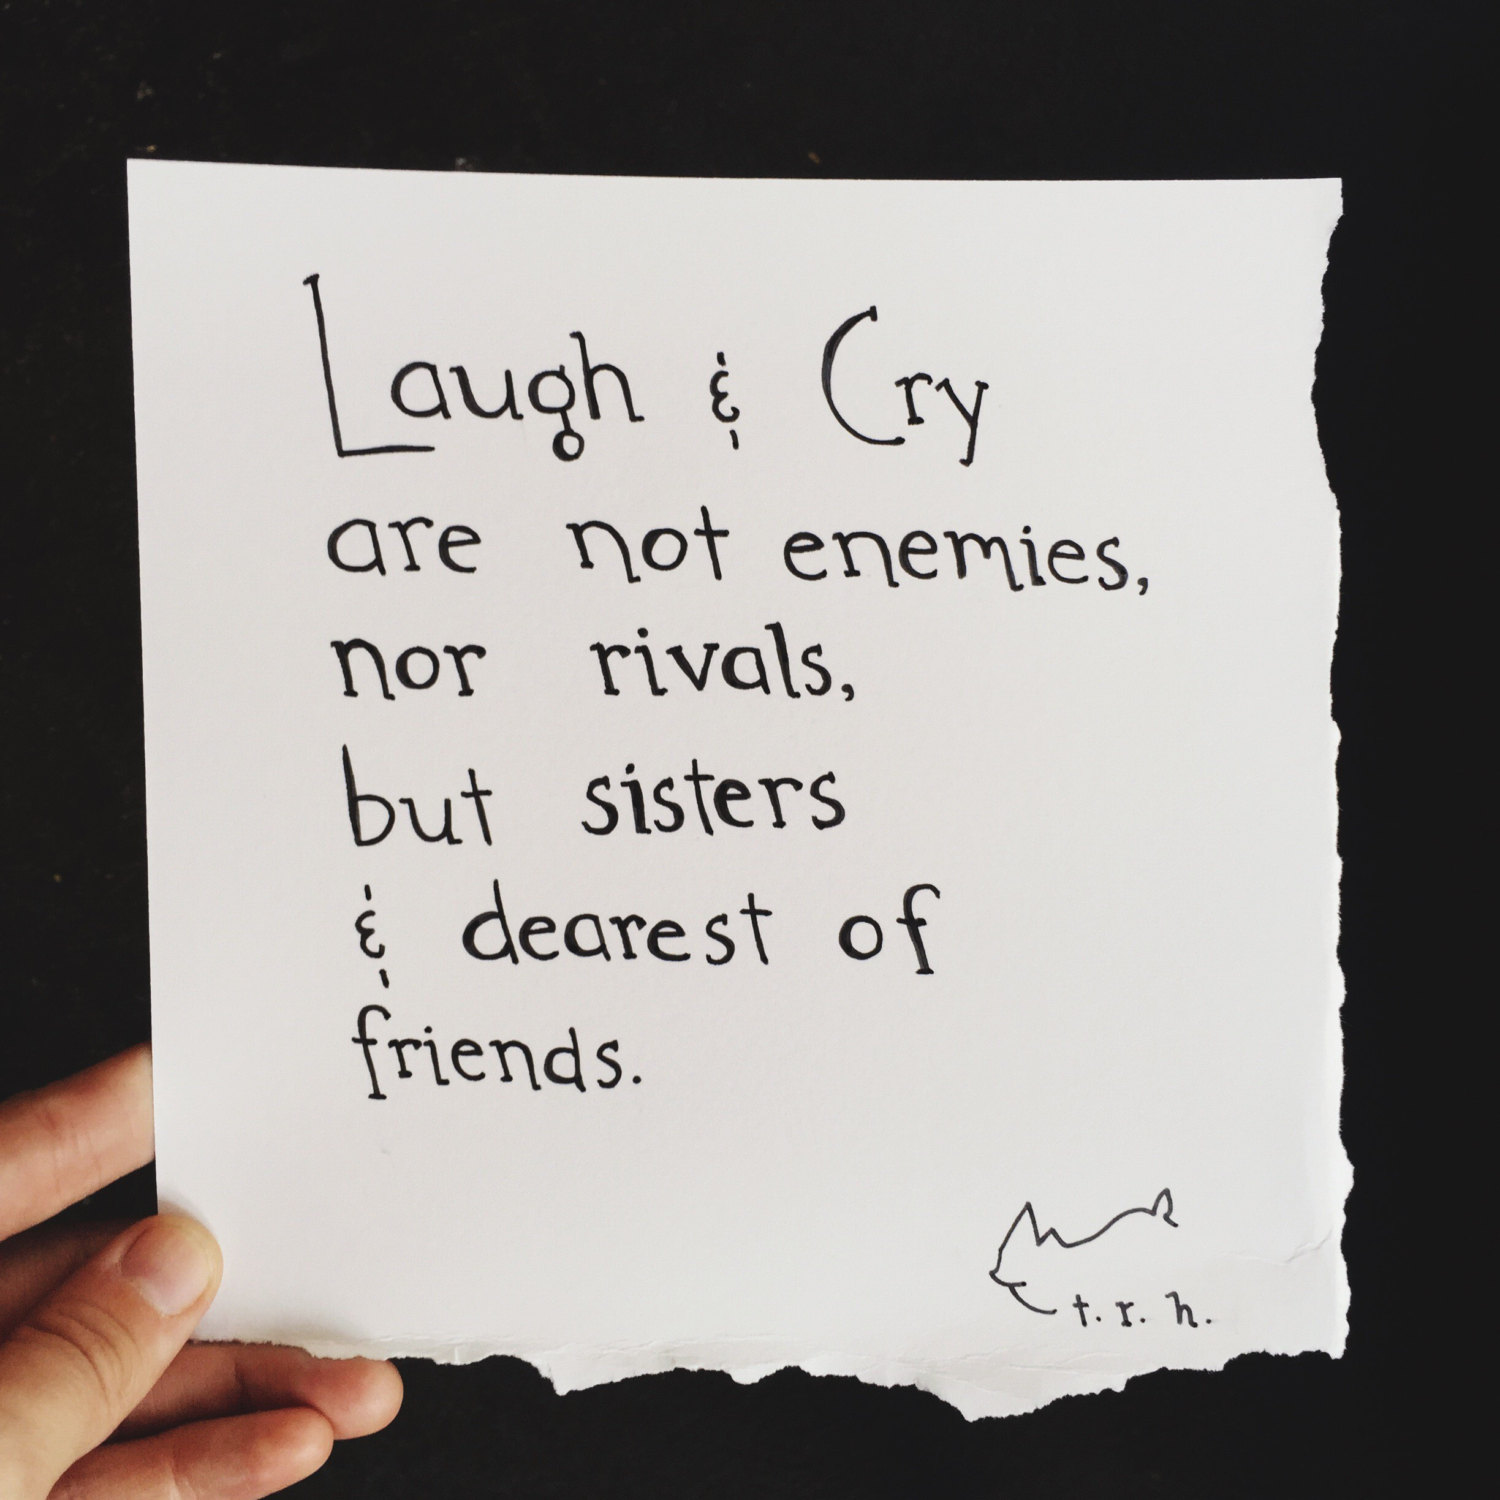 Laugh & Cry
are not enemies,
nor rivals,
but sisters
& dearest of
friends.
t. r. h.